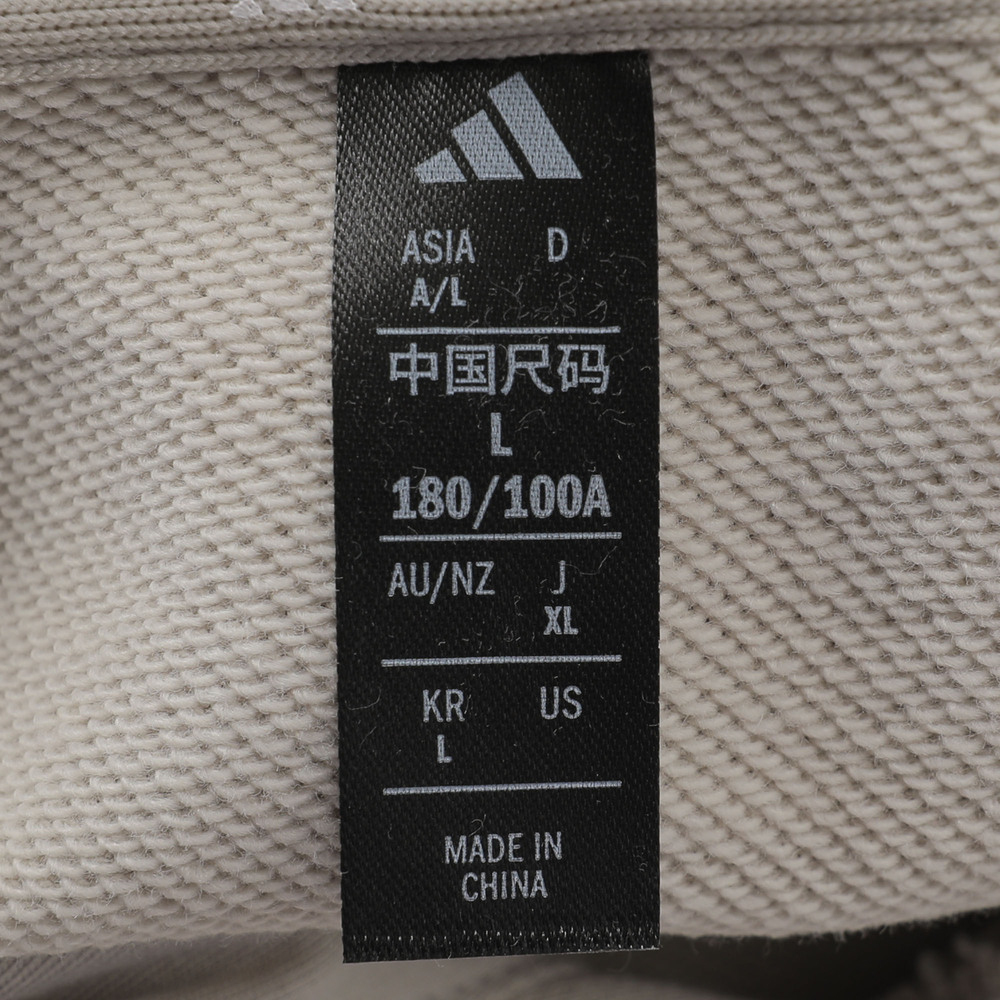 ASIA D
A/L
中国尺码
L
180/100A
AU/NZ J
XL
KR US
L
MADE IN
CHINA